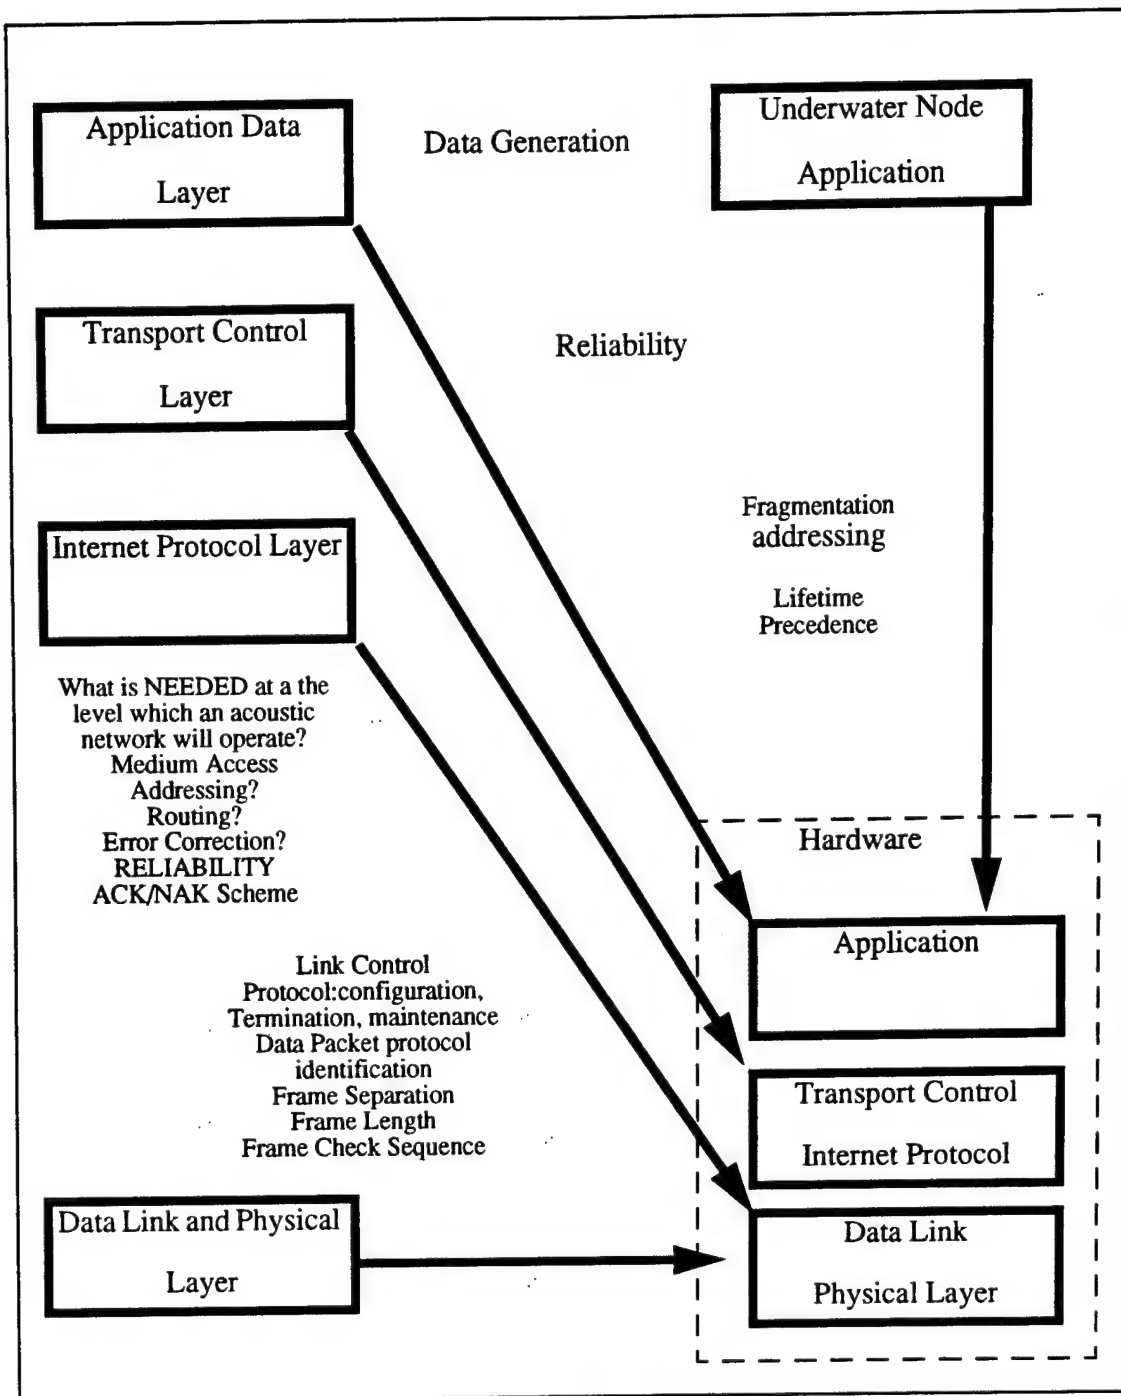 Application Data
Layer
Data Generation
Underwater Node
Application
Transport Control
Layer
Reliability
Internet Protocol Layer
Fragmentation
addressing
Lifetime
Precedence
What is NEEDED at a the
level which an acoustic
network will operate?
Medium Access
Addressing?
Routing?
Error Correction?
RELIABILITY
ACK/NAK Scheme
Link Control
Protocol:configuration,
Termination, maintenance
Data Packet protocol
identification
Frame Separation
Frame Length
Frame Check Sequence
Data Link and Physical
Layer
Hardware
Application
Transport Control
Internet Protocol
Data Link
Physical Layer